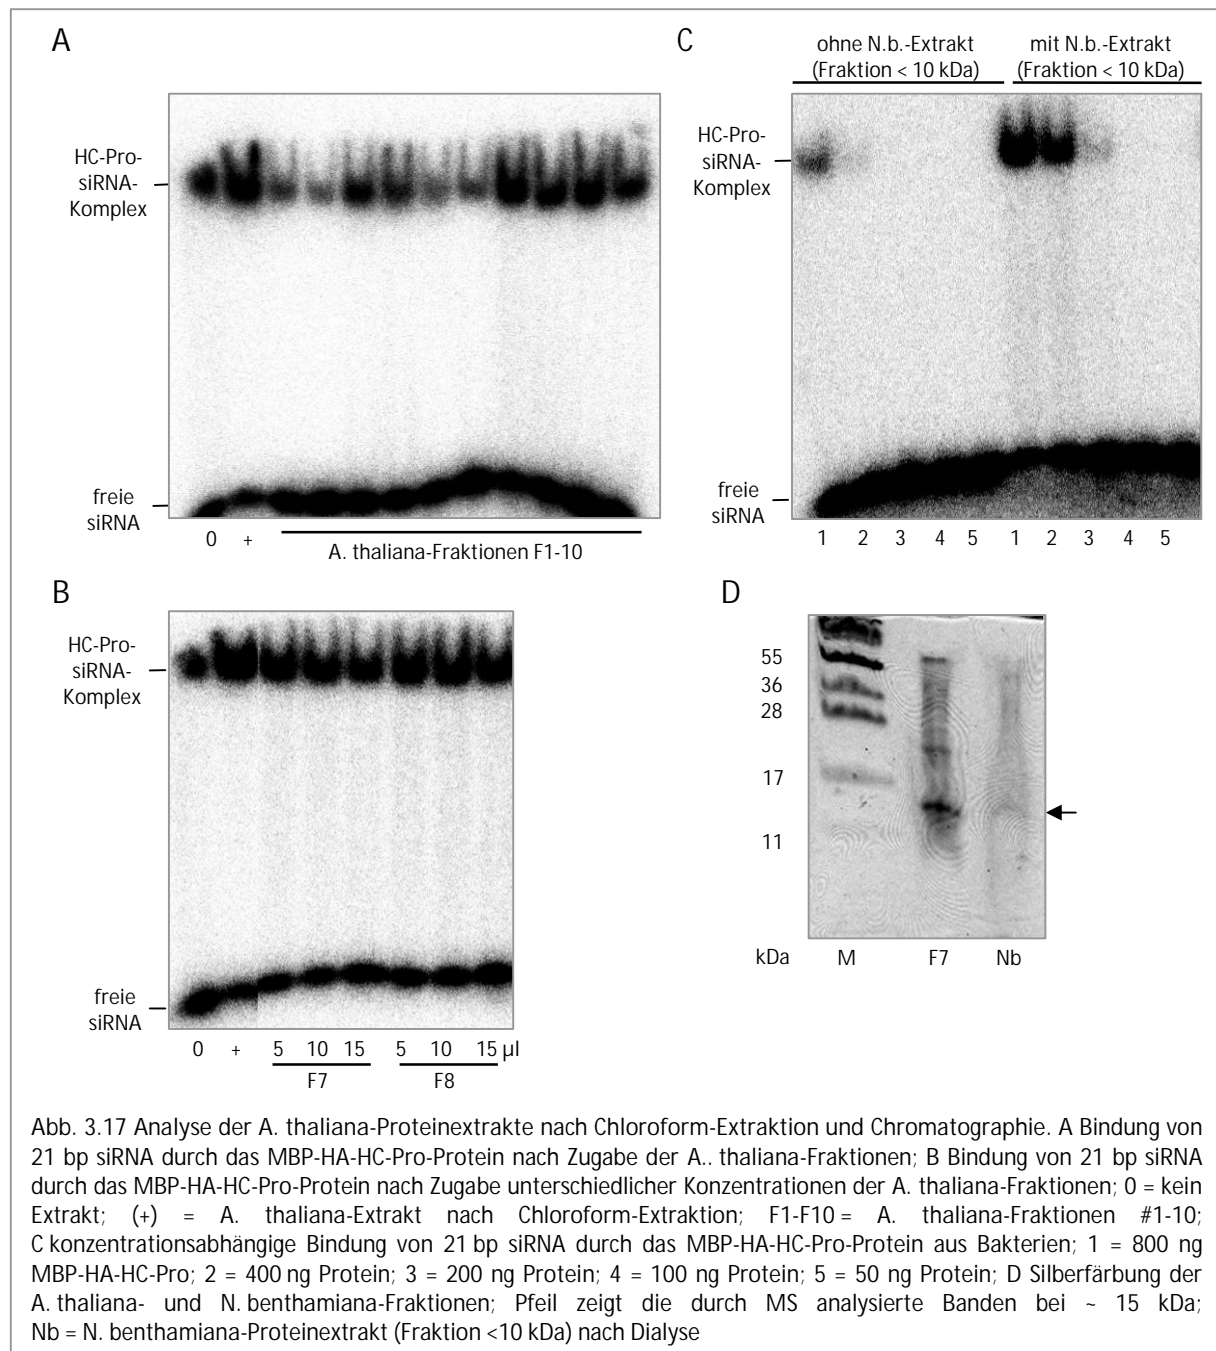 A
HC-Pro-
siRNA-
Komplex
freie
siRNA
0 + A. thaliana-Fraktionen F1-10
B
HC-Pro-
siRNA-
Komplex
freie
siRNA
0 + 5 10 15 5 10 15 µl
F7 F8
C
ohne N.b.-Extrakt
(Fraktion < 10 kDa)
mit N.b.-Extrakt
(Fraktion < 10 kDa)
HC-Pro-
siRNA-
Komplex
freie
siRNA
1 2 3 4 5 1 2 3 4 5
D
55
36
28
17
11
kDa M F7 Nb
Abb. 3.17 Analyse der A. thaliana-Proteinextrakte nach Chloroform-Extraktion und Chromatographie. A Bindung von
21 bp siRNA durch das MBP-HA-HC-Pro-Protein nach Zugabe der A.. thaliana-Fraktionen; B Bindung von 21 bp siRNA
durch das MBP-HA-HC-Pro-Protein nach Zugabe unterschiedlicher Konzentrationen der A. thaliana-Fraktionen; 0 = kein
Extrakt; (+) = A. thaliana-Extrakt nach Chloroform-Extraktion; F1-F10 = A. thaliana-Fraktionen #1-10;
C konzentrationsabhängige Bindung von 21 bp siRNA durch das MBP-HA-HC-Pro-Protein aus Bakterien; 1 = 800 ng
MBP-HA-HC-Pro; 2 = 400 ng Protein; 3 = 200 ng Protein; 4 = 100 ng Protein; 5 = 50 ng Protein; D Silberfärbung der
A. thaliana- und N. benthamiana-Fraktionen; Pfeil zeigt die durch MS analysierte Banden bei ~ 15 kDa;
Nb = N. benthamiana-Proteinextrakt (Fraktion <10 kDa) nach Dialyse